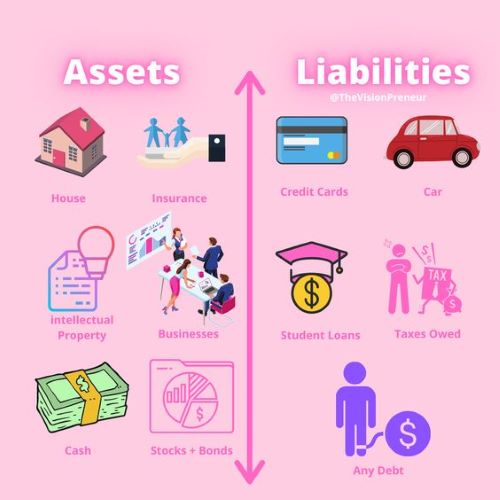 Assets
Liabilities
@TheVisionPreneur
House
Insurance
Credit Cards
Car
intellectual
Property
Businesses
Student Loans
TAX
Taxes Owed
Cash
Stocks + Bonds
Any Debt